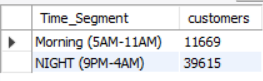 Time_Segment customers
Morning (5AM-11AM) 11669
NIGHT (9PM-4AM) 39615